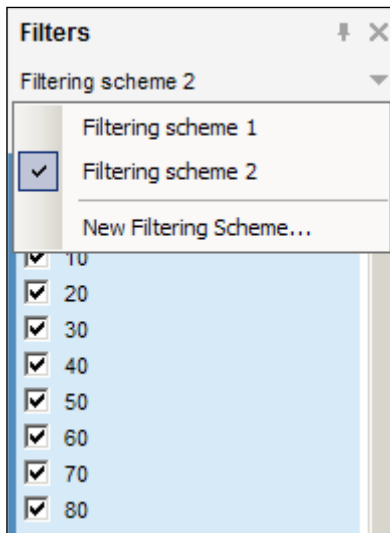 Filters
Filtering scheme 2
Filtering scheme 1
Filtering scheme 2
New Filtering Scheme...
10
20
30
40
50
60
70
80